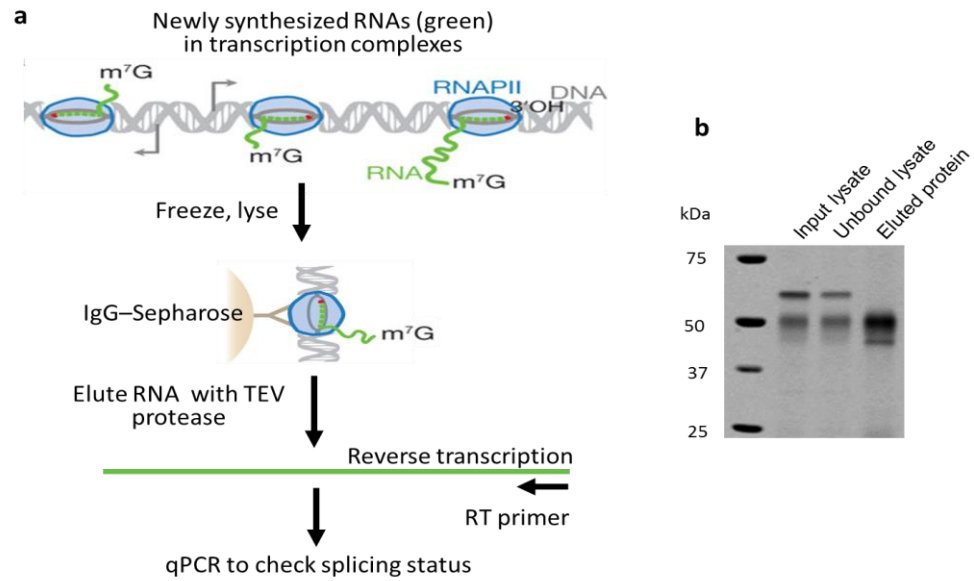 a
Newly synthesized RNAs (green)
in transcription complexes
m⁷G
RNAPII
DNA
3'OH
m⁷G
RNA
m⁷G
Freeze, lyse
IgG–Sepharose
m⁷G
Elute RNA with TEV
protease
Reverse transcription
RT primer
qPCR to check splicing status
b
kDa
Input lysate
Unbound lysate
Eluted protein
75
50
37
25